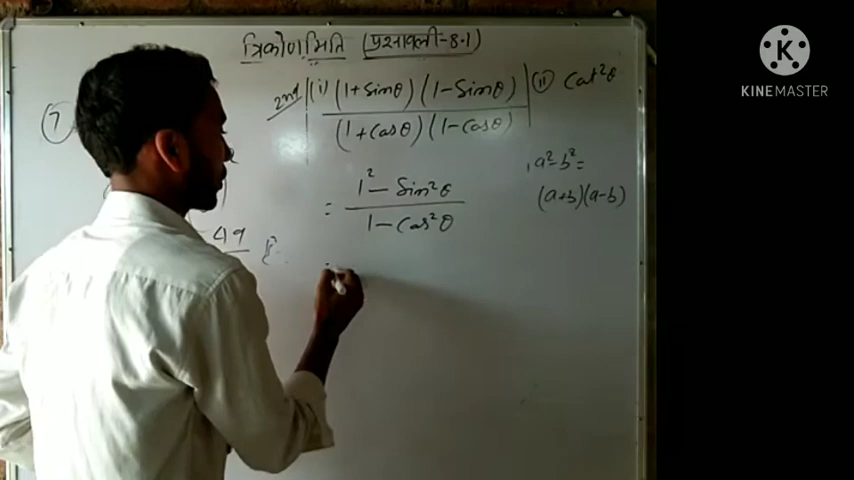 त्रिकोणमिति (प्रश्नावली-8.1)
7
2nd (i) (1+Sinθ) (1-Sinθ) / (1+Cosθ) (1-Cosθ) (ii) Cot²θ
= 1² - Sin²θ / 1 - Cos²θ
a²-b² =
(a+b)(a-b)
49
K
KINEMASTER